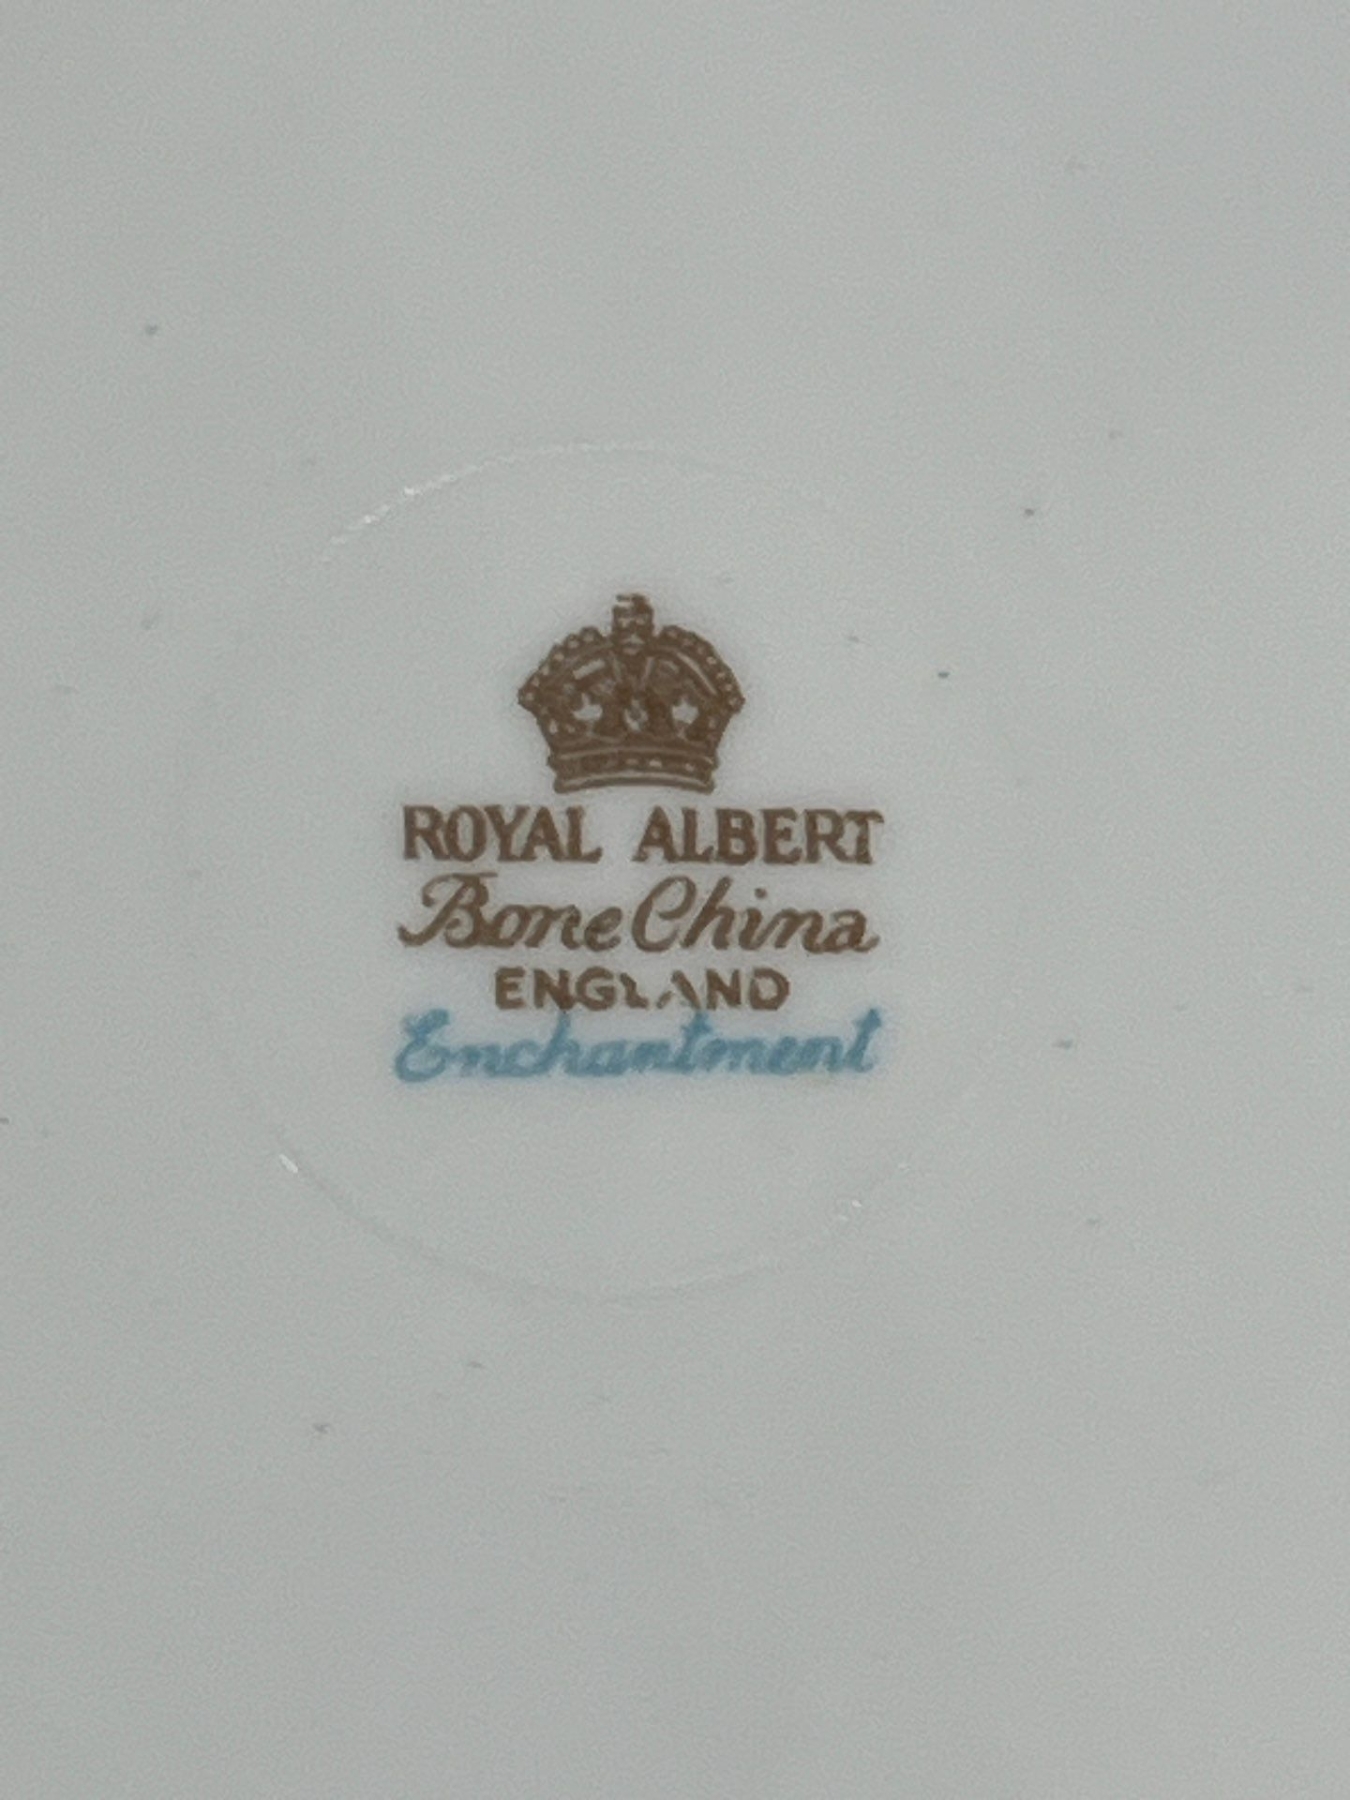 ROYAL ALBERT
Bone China
ENGLAND
Enchantment